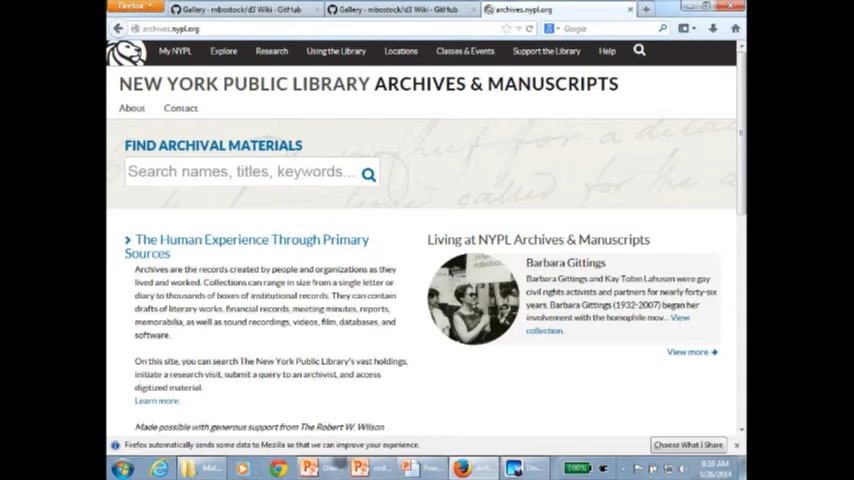 Firefox
Gallery - mbostock/d3 Wiki - GitHub
Gallery - mbostock/d3 Wiki - GitHub
archives.nypl.org
archives.nypl.org
Google
My NYPL Explore Research Using the Library Locations Classes & Events Support the Library Help
NEW YORK PUBLIC LIBRARY ARCHIVES & MANUSCRIPTS
About Contact
FIND ARCHIVAL MATERIALS
Search names, titles, keywords...
The Human Experience Through Primary
Sources
Archives are the records created by people and organizations as they
lived and worked. Collections can range in size from a single letter or
diary to thousands of boxes of institutional records. They can contain
drafts of literary works, financial records, meeting minutes, reports,
memorabilia, as well as sound recordings, videos, film, databases, and
software.
On this site, you can search The New York Public Library's vast holdings,
initiate a research visit, submit a query to an archivist, and access
digitized material.
Learn more.
Made possible with generous support from The Robert W. Wilson
Living at NYPL Archives & Manuscripts
Barbara Gittings
Barbara Gittings and Kay Tobin Lahusen were gay
civil rights activists and partners for nearly forty-six
years. Barbara Gittings (1932-2007) began her
involvement with the homophile mov... View
collection.
View more
Firefox automatically sends some data to Mozilla so that we can improve your experience.
Choose What I Share
100%
9:39 AM
3/28/2014